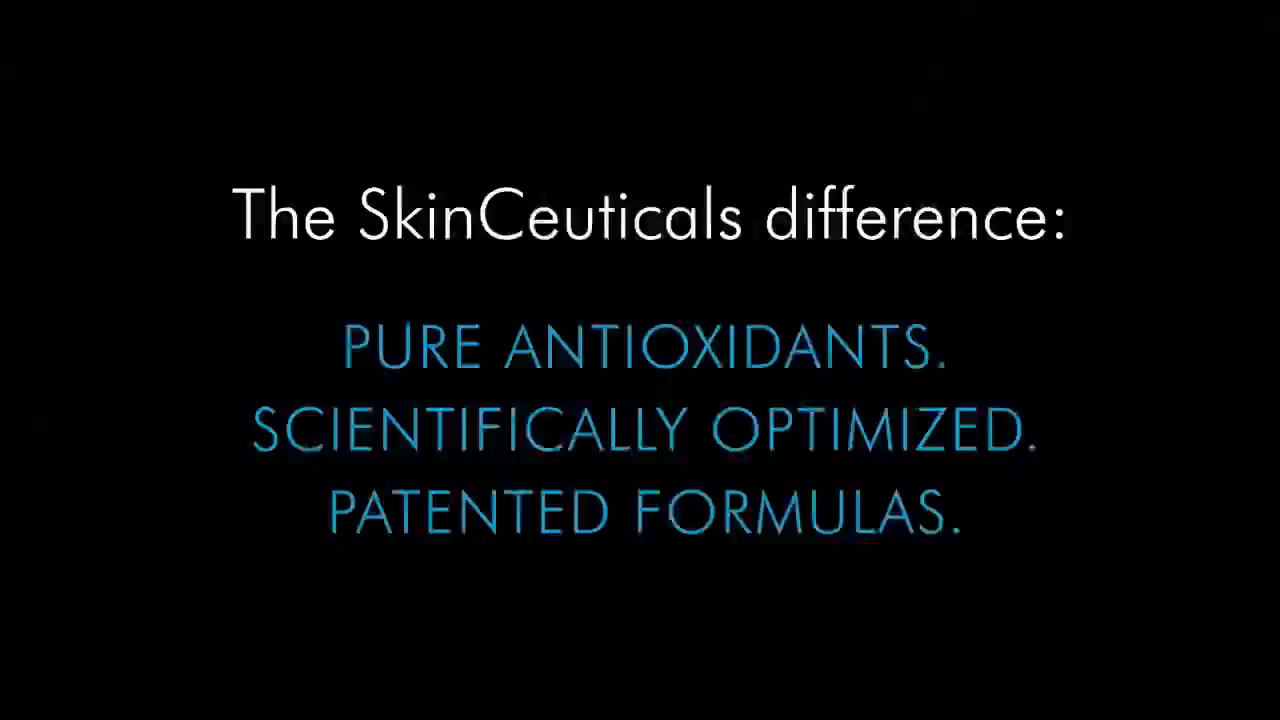 The SkinCeuticals difference:
PURE ANTIOXIDANTS.
SCIENTIFICALLY OPTIMIZED.
PATENTED FORMULAS.